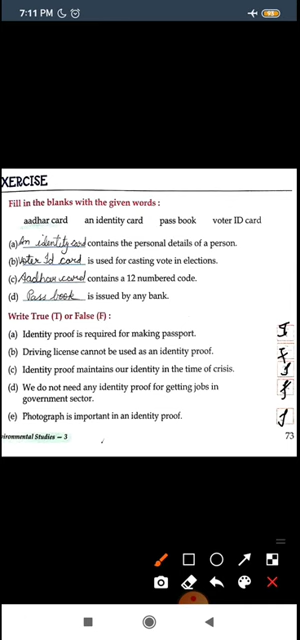 7:11 PM
EXERCISE
Fill in the blanks with the given words :
aadhar card an identity card pass book voter ID card
(a) An identity card contains the personal details of a person.
(b) Voter Id card is used for casting vote in elections.
(c) Aadhar card contains a 12 numbered code.
(d) Pass book is issued by any bank.
Write True (T) or False (F) :
(a) Identity proof is required for making passport. T
(b) Driving license cannot be used as an identity proof. F
(c) Identity proof maintains our identity in the time of crisis.
(d) We do not need any identity proof for getting jobs in
government sector. F
(e) Photograph is important in an identity proof. T
vironmental Studies – 3
73